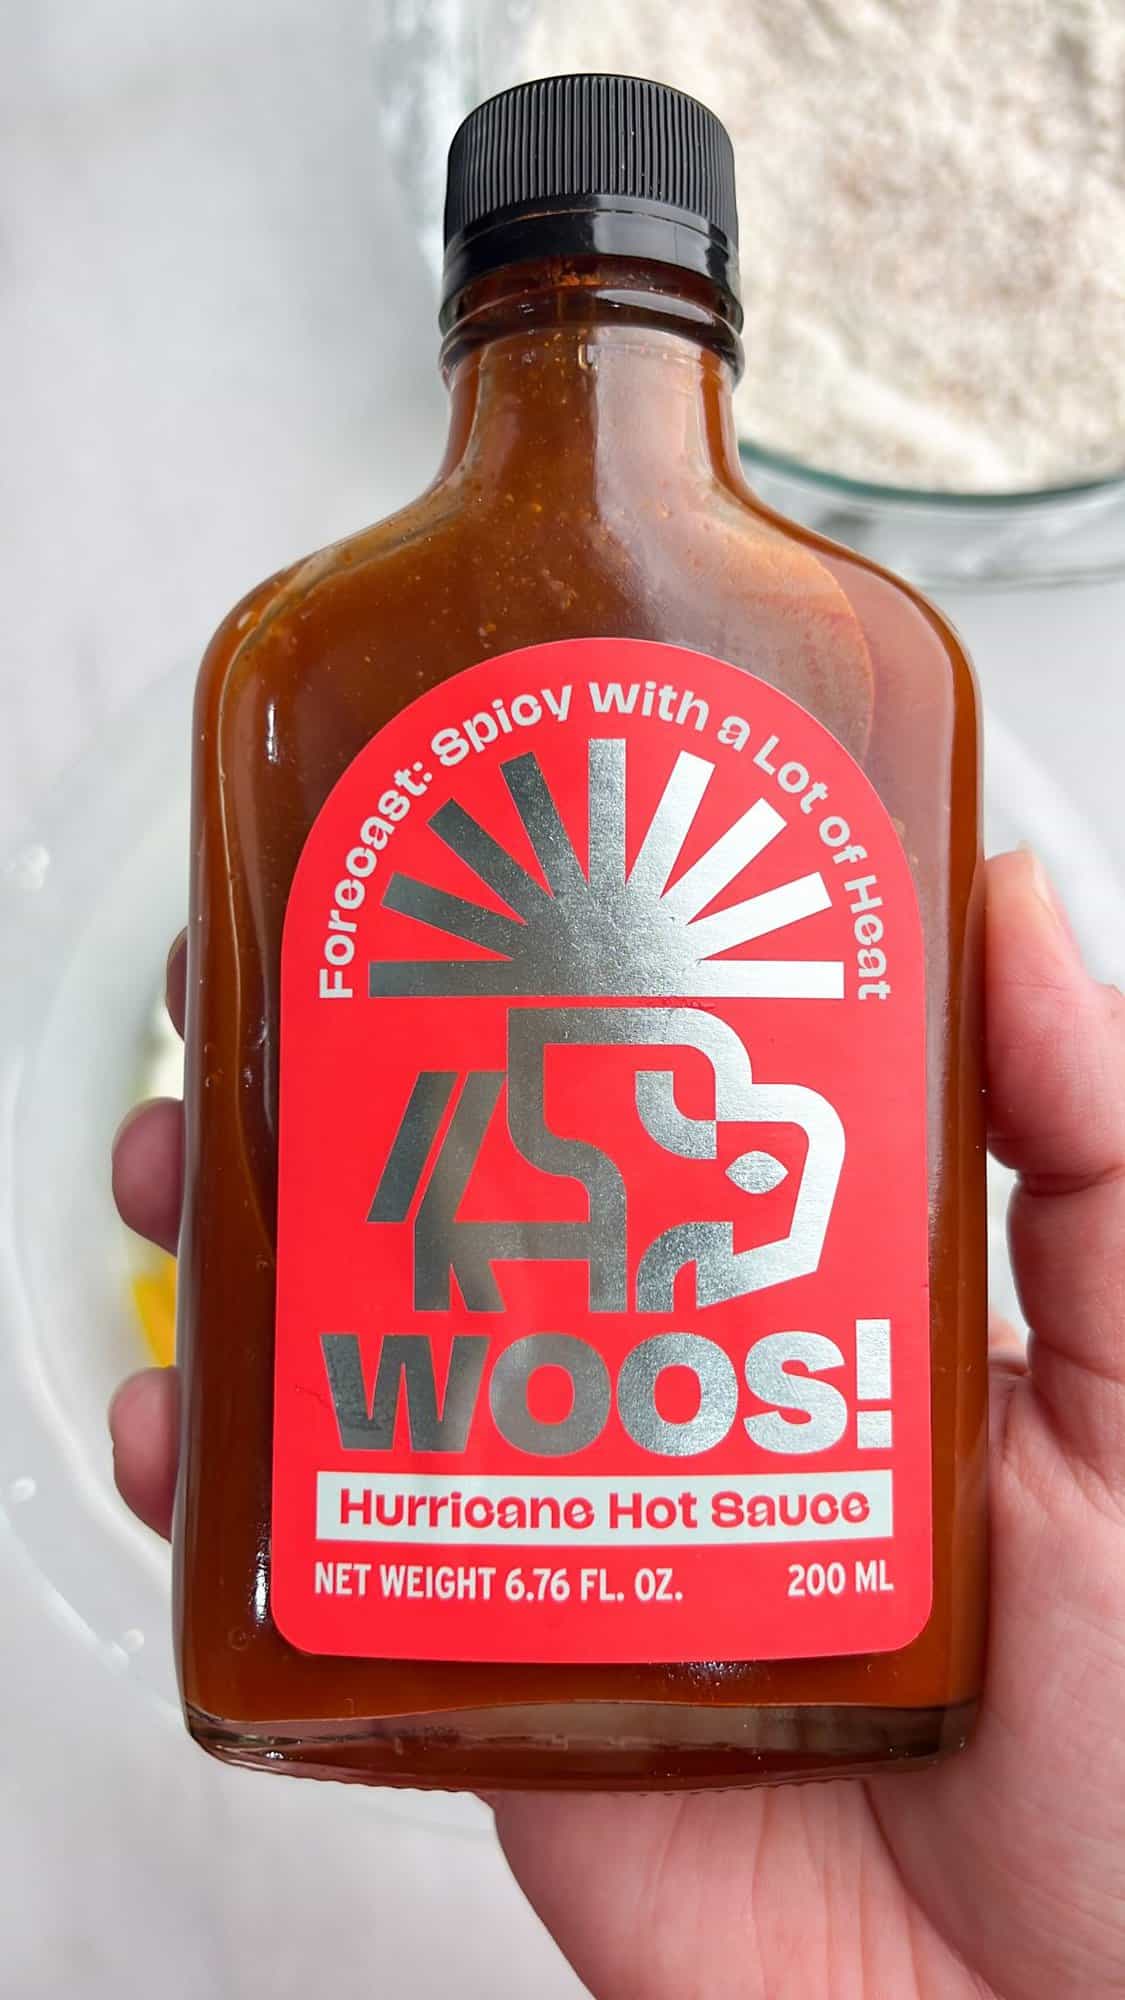 Forecast: Spicy With a Lot of Heat
WOOS!
Hurricane Hot Sauce
NET WEIGHT 6.76 FL. OZ. 200 ML